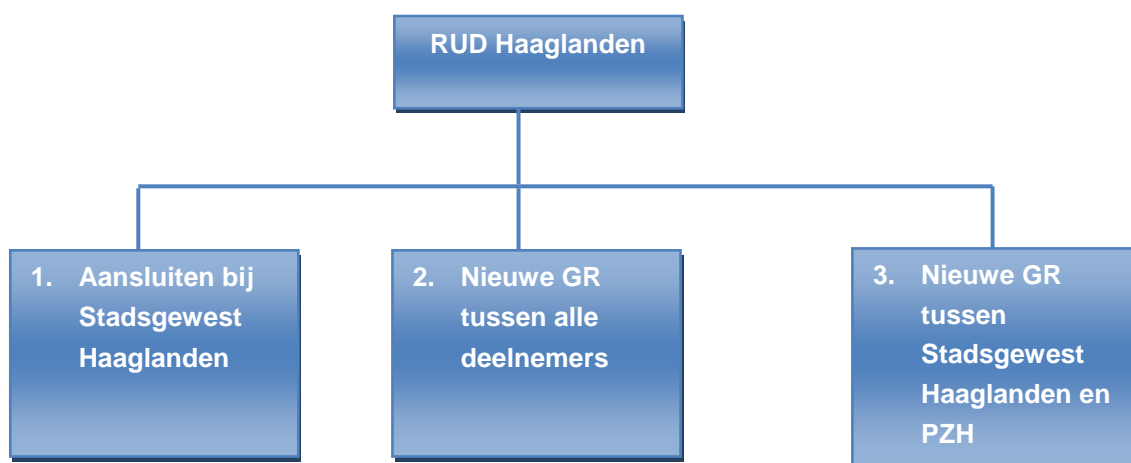 RUD Haaglanden
1. Aansluiten bij
Stadsgewest
Haaglanden
2. Nieuwe GR
tussen alle
deelnemers
3. Nieuwe GR
tussen
Stadsgewest
Haaglanden en
PZH